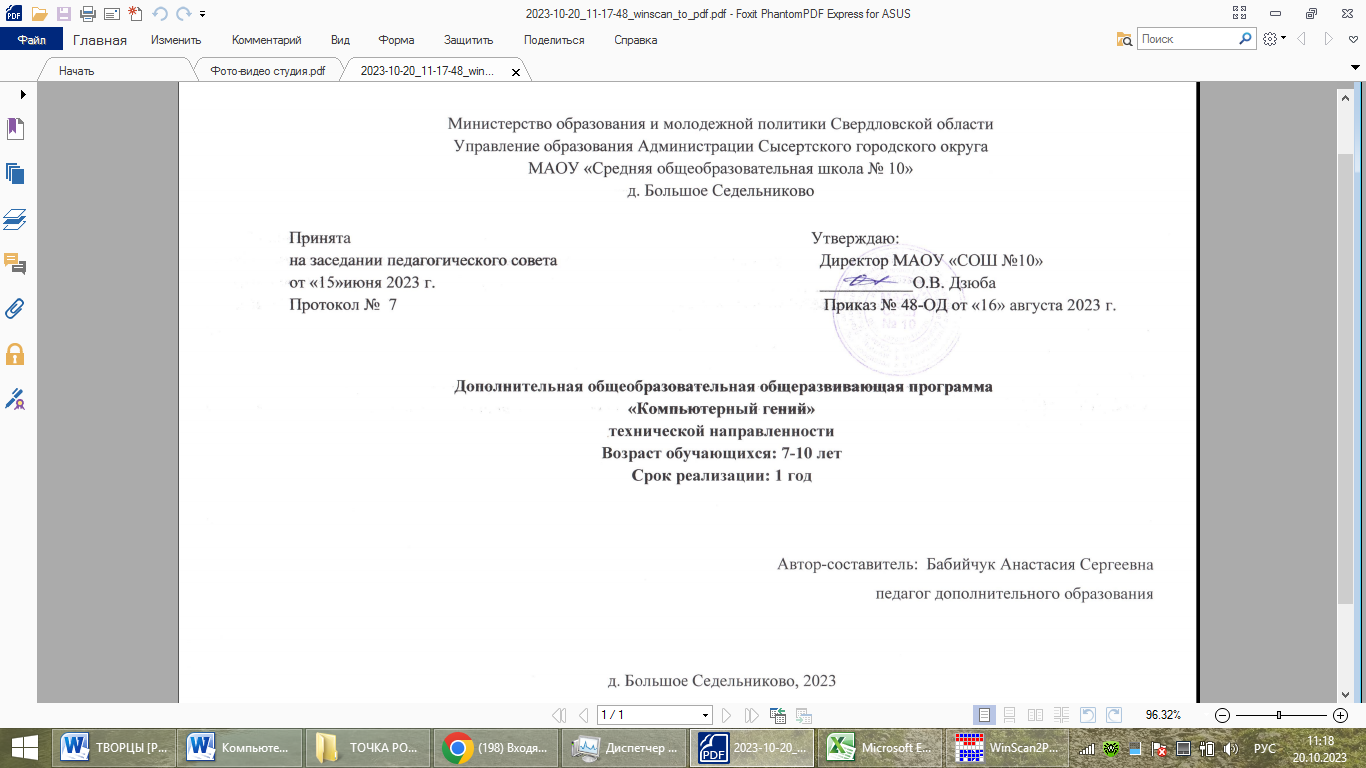 2023-10-20_11-17-48_winscan_to_pdf.pdf - Foxit PhantomPDF Express for ASUS
Файл Главная Изменить Комментарий Вид Форма Защитить Поделиться Справка Поиск
Начать Фото-видео студия.pdf 2023-10-20_11-17-48_win...
Министерство образования и молодежной политики Свердловской области
Управление образования Администрации Сысертского городского округа
МАОУ «Средняя общеобразовательная школа № 10»
д. Большое Седельниково
Принята
на заседании педагогического совета
от «15»июня 2023 г.
Протокол № 7
Утверждаю:
Директор МАОУ «СОШ №10»
___________О.В. Дзюба
Приказ № 48-ОД от «16» августа 2023 г.
№ 10
Дополнительная общеобразовательная общеразвивающая программа
«Компьютерный гений»
технической направленности
Возраст обучающихся: 7-10 лет
Срок реализации: 1 год
Автор-составитель: Бабийчук Анастасия Сергеевна
педагог дополнительного образования
д. Большое Седельниково, 2023
1 / 1 96.32%
ТВОРЦЫ [Р... Компьюте... ТОЧКА РО... (198) Входя... Диспетчер ... 2023-10-20_... Microsoft E... WinScan2P... РУС
11:18
20.10.2023